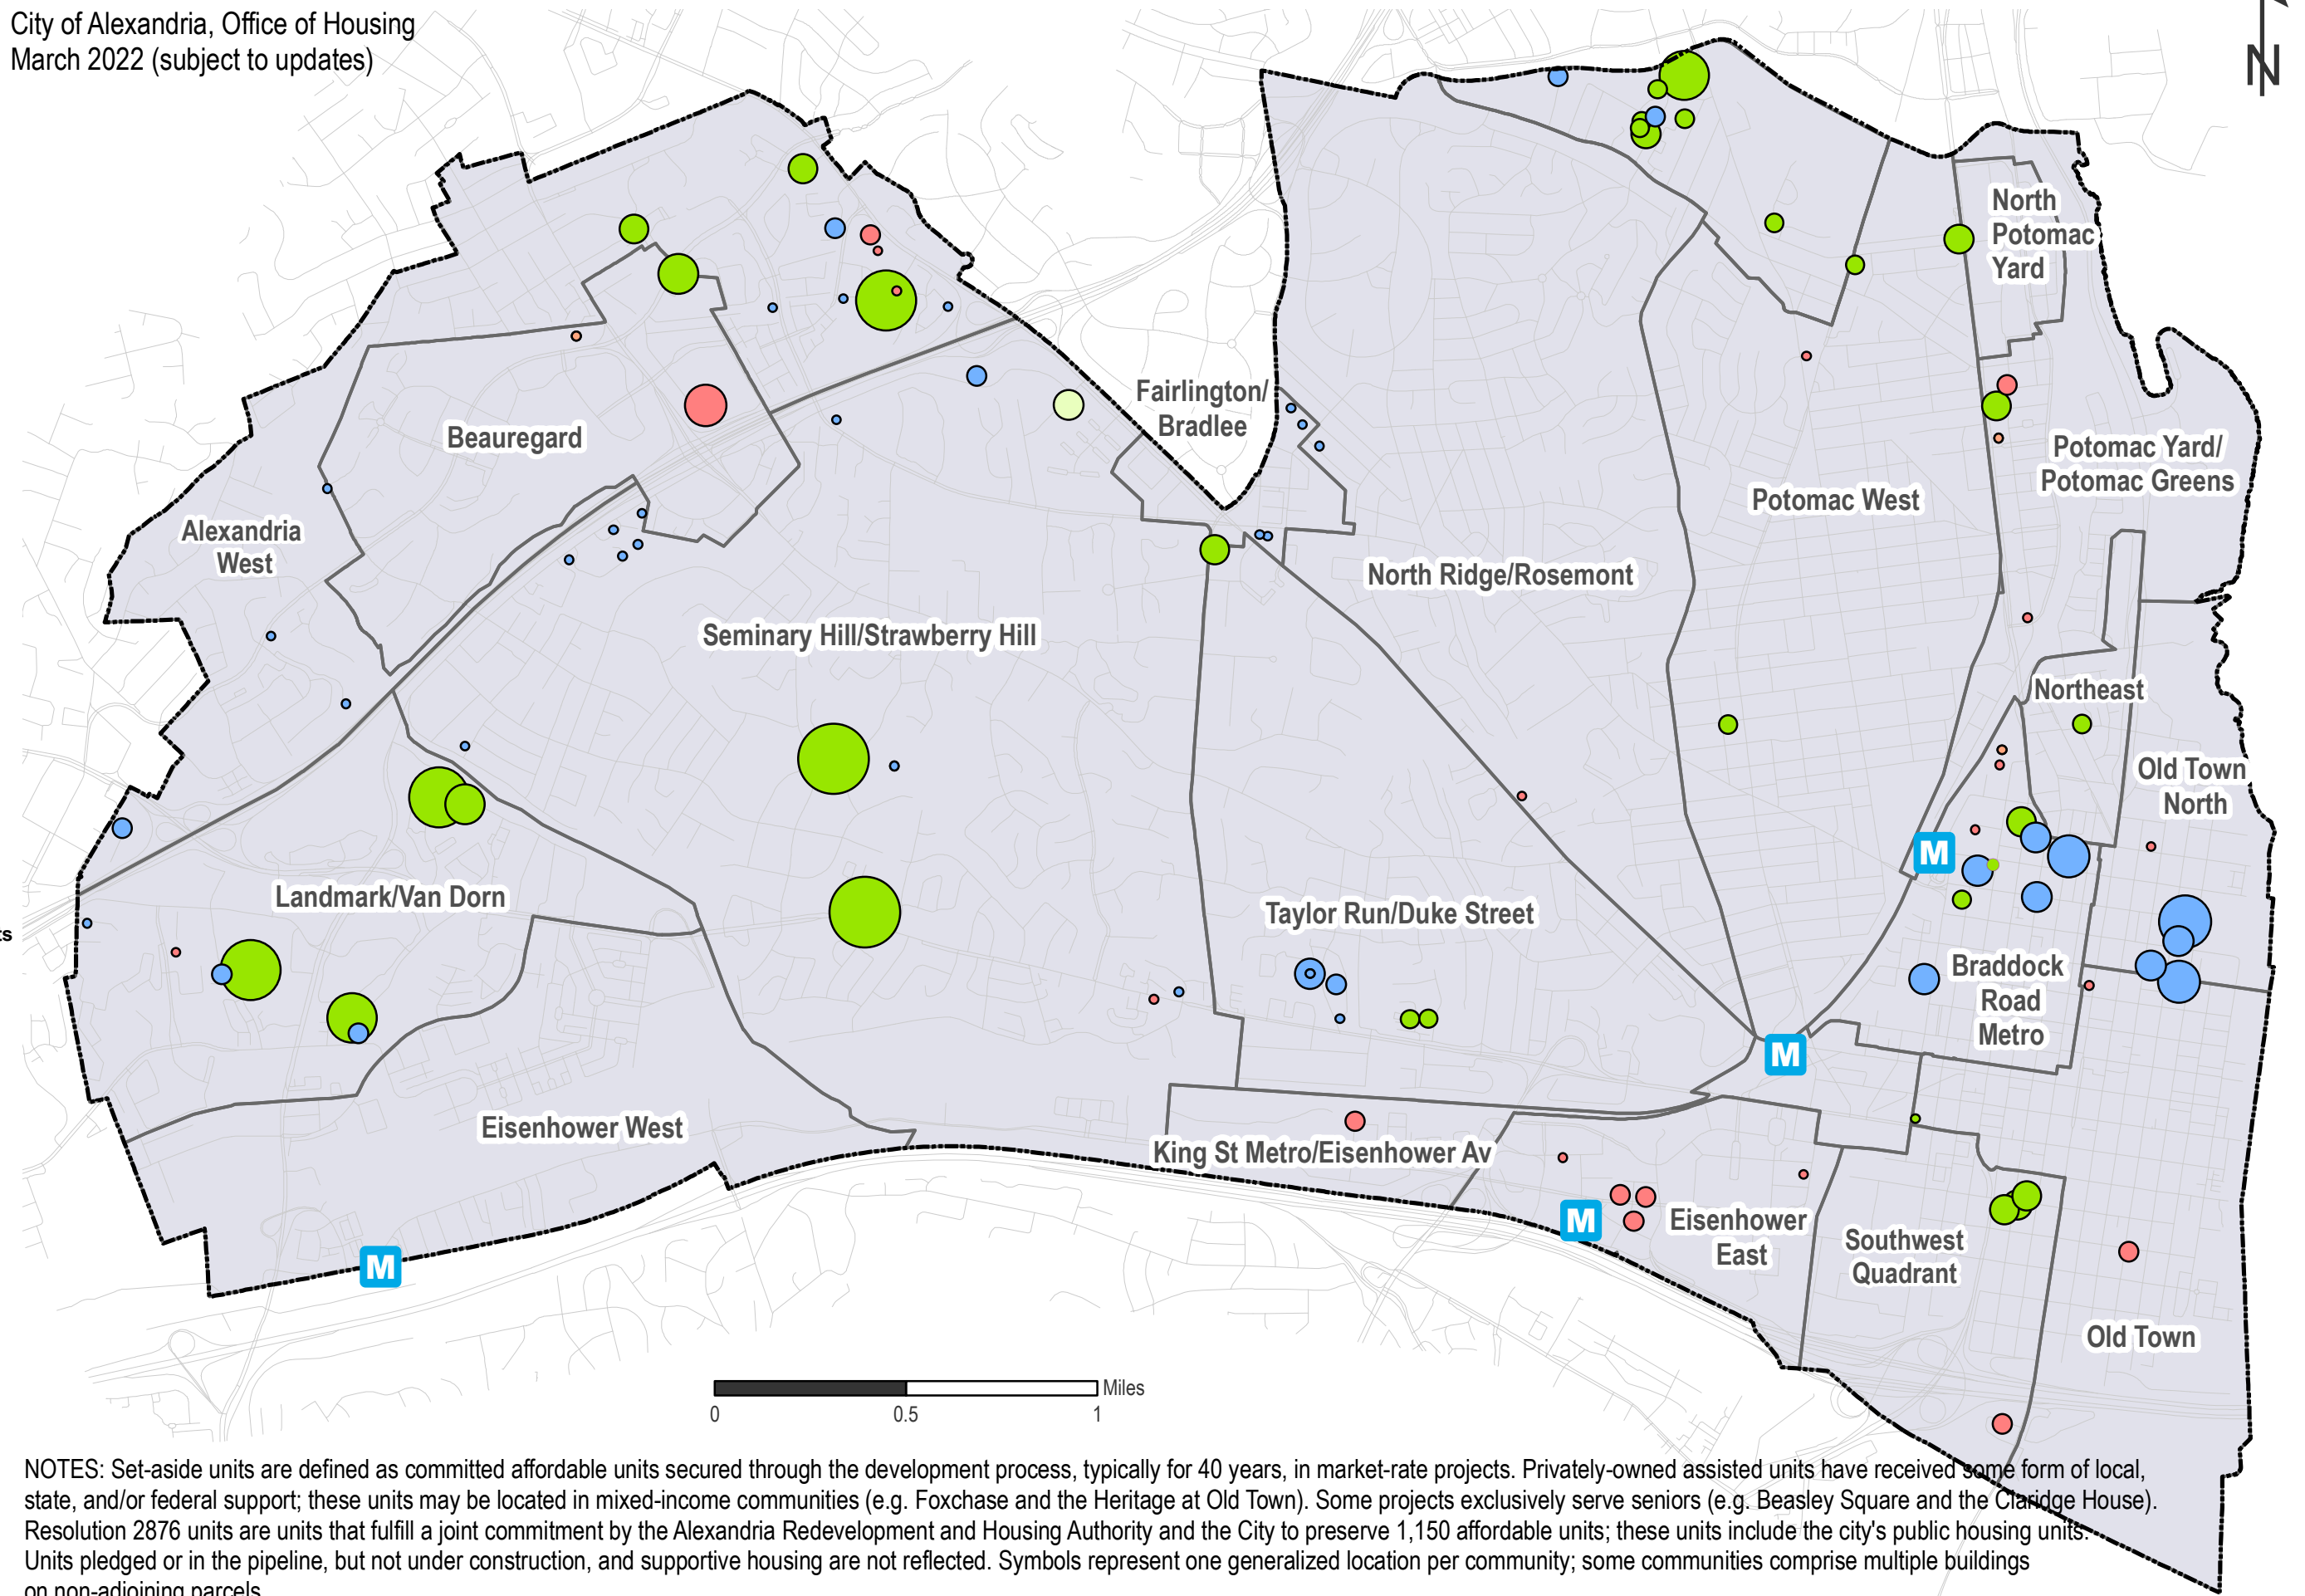 City of Alexandria, Office of Housing
March 2022 (subject to updates)
N
North
Potomac
Yard
Fairlington/
Bradlee
Beauregard
Potomac Yard/
Potomac Greens
Potomac West
Alexandria
West
North Ridge/Rosemont
Seminary Hill/Strawberry Hill
Northeast
Old Town
North
M
Landmark/Van Dorn
Taylor Run/Duke Street
ts
Braddock
Road
Metro
M
Eisenhower West
King St Metro/Eisenhower Av
M
Eisenhower
East
Southwest
Quadrant
M
Old Town
Miles
0 0.5 1
NOTES: Set-aside units are defined as committed affordable units secured through the development process, typically for 40 years, in market-rate projects. Privately-owned assisted units have received some form of local,
state, and/or federal support; these units may be located in mixed-income communities (e.g. Foxchase and the Heritage at Old Town). Some projects exclusively serve seniors (e.g. Beasley Square and the Claridge House).
Resolution 2876 units are units that fulfill a joint commitment by the Alexandria Redevelopment and Housing Authority and the City to preserve 1,150 affordable units; these units include the city's public housing units.
Units pledged or in the pipeline, but not under construction, and supportive housing are not reflected. Symbols represent one generalized location per community; some communities comprise multiple buildings
on non-adjoining parcels